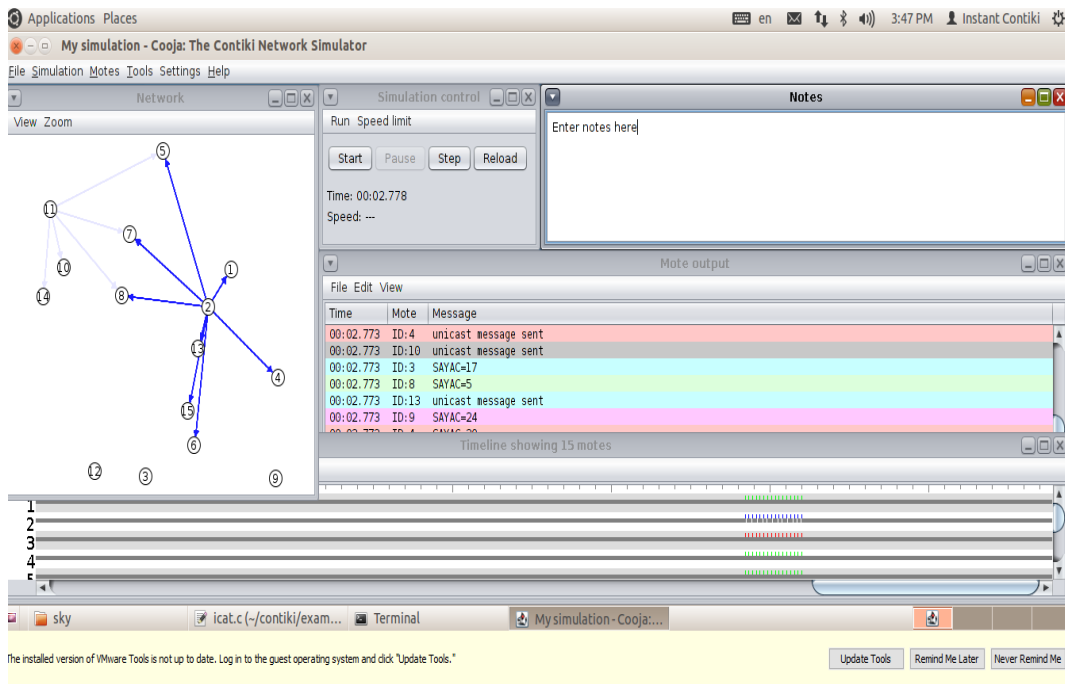 Applications Places
en 3:47 PM Instant Contiki
My simulation - Cooja: The Contiki Network Simulator
File Simulation Motes Tools Settings Help
Network
View Zoom
5
11
7
10
1
14
8
2
13
4
15
6
12
3
9
Simulation control
Run Speed limit
Start Pause Step Reload
Time: 00:02.778
Speed: ---
Notes
Enter notes here
Mote output
File Edit View
Time Mote Message
00:02.773 ID:4 unicast message sent
00:02.773 ID:10 unicast message sent
00:02.773 ID:3 SAYAC=17
00:02.773 ID:8 SAYAC=5
00:02.773 ID:13 unicast message sent
00:02.773 ID:9 SAYAC=24
Timeline showing 15 motes
1
2
3
4
5
sky
icat.c (~/contiki/exam...
Terminal
My simulation - Cooja:...
The installed version of VMware Tools is not up to date. Log in to the guest operating system and click "Update Tools."
Update Tools Remind Me Later Never Remind Me